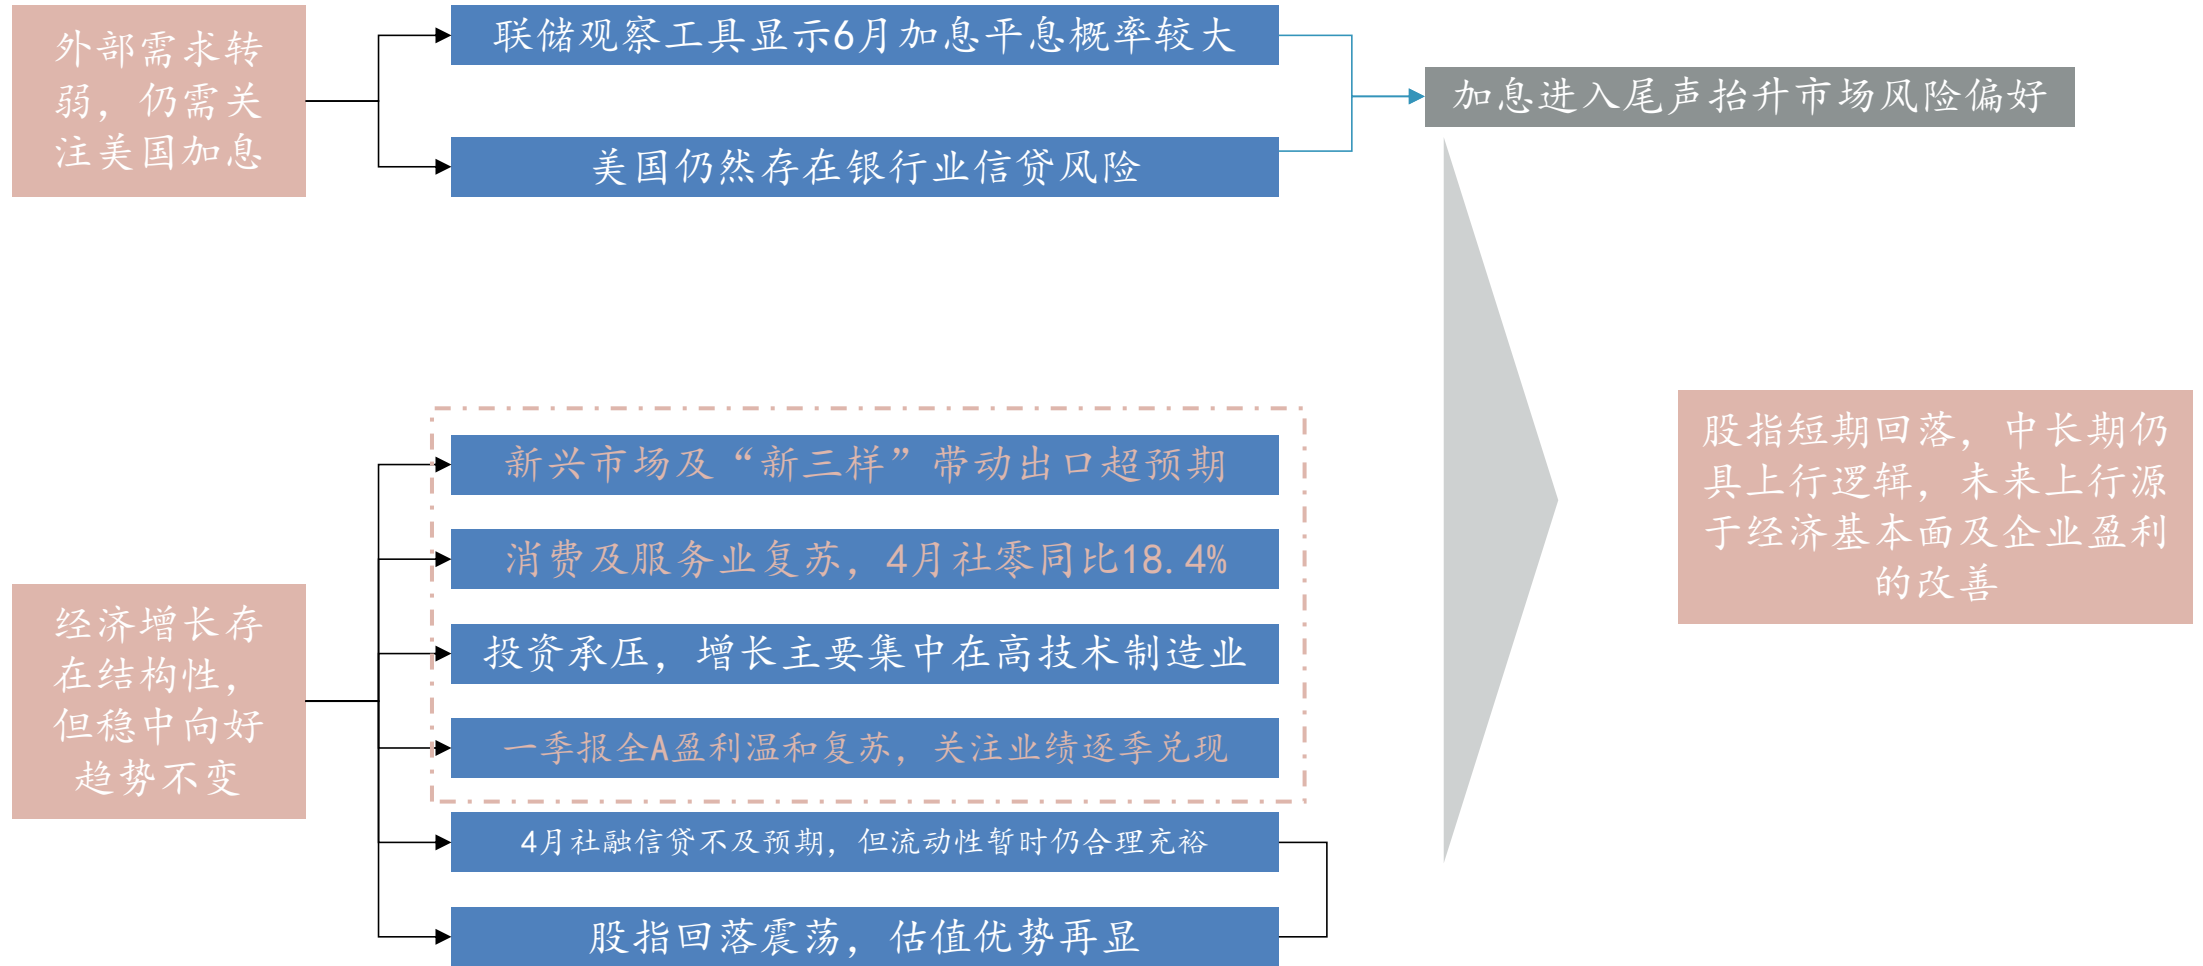 外部需求转
弱，仍需关
注美国加息
联储观察工具显示6月加息平息概率较大
美国仍然存在银行业信贷风险
加息进入尾声抬升市场风险偏好
经济增长存
在结构性，
但稳中向好
趋势不变
新兴市场及“新三样”带动出口超预期
消费及服务业复苏，4月社零同比18.4%
投资承压，增长主要集中在高技术制造业
一季报全A盈利温和复苏，关注业绩逐季兑现
4月社融信贷不及预期，但流动性暂时仍合理充裕
股指回落震荡，估值优势再显
股指短期回落，中长期仍
具上行逻辑，未来上行源
于经济基本面及企业盈利
的改善